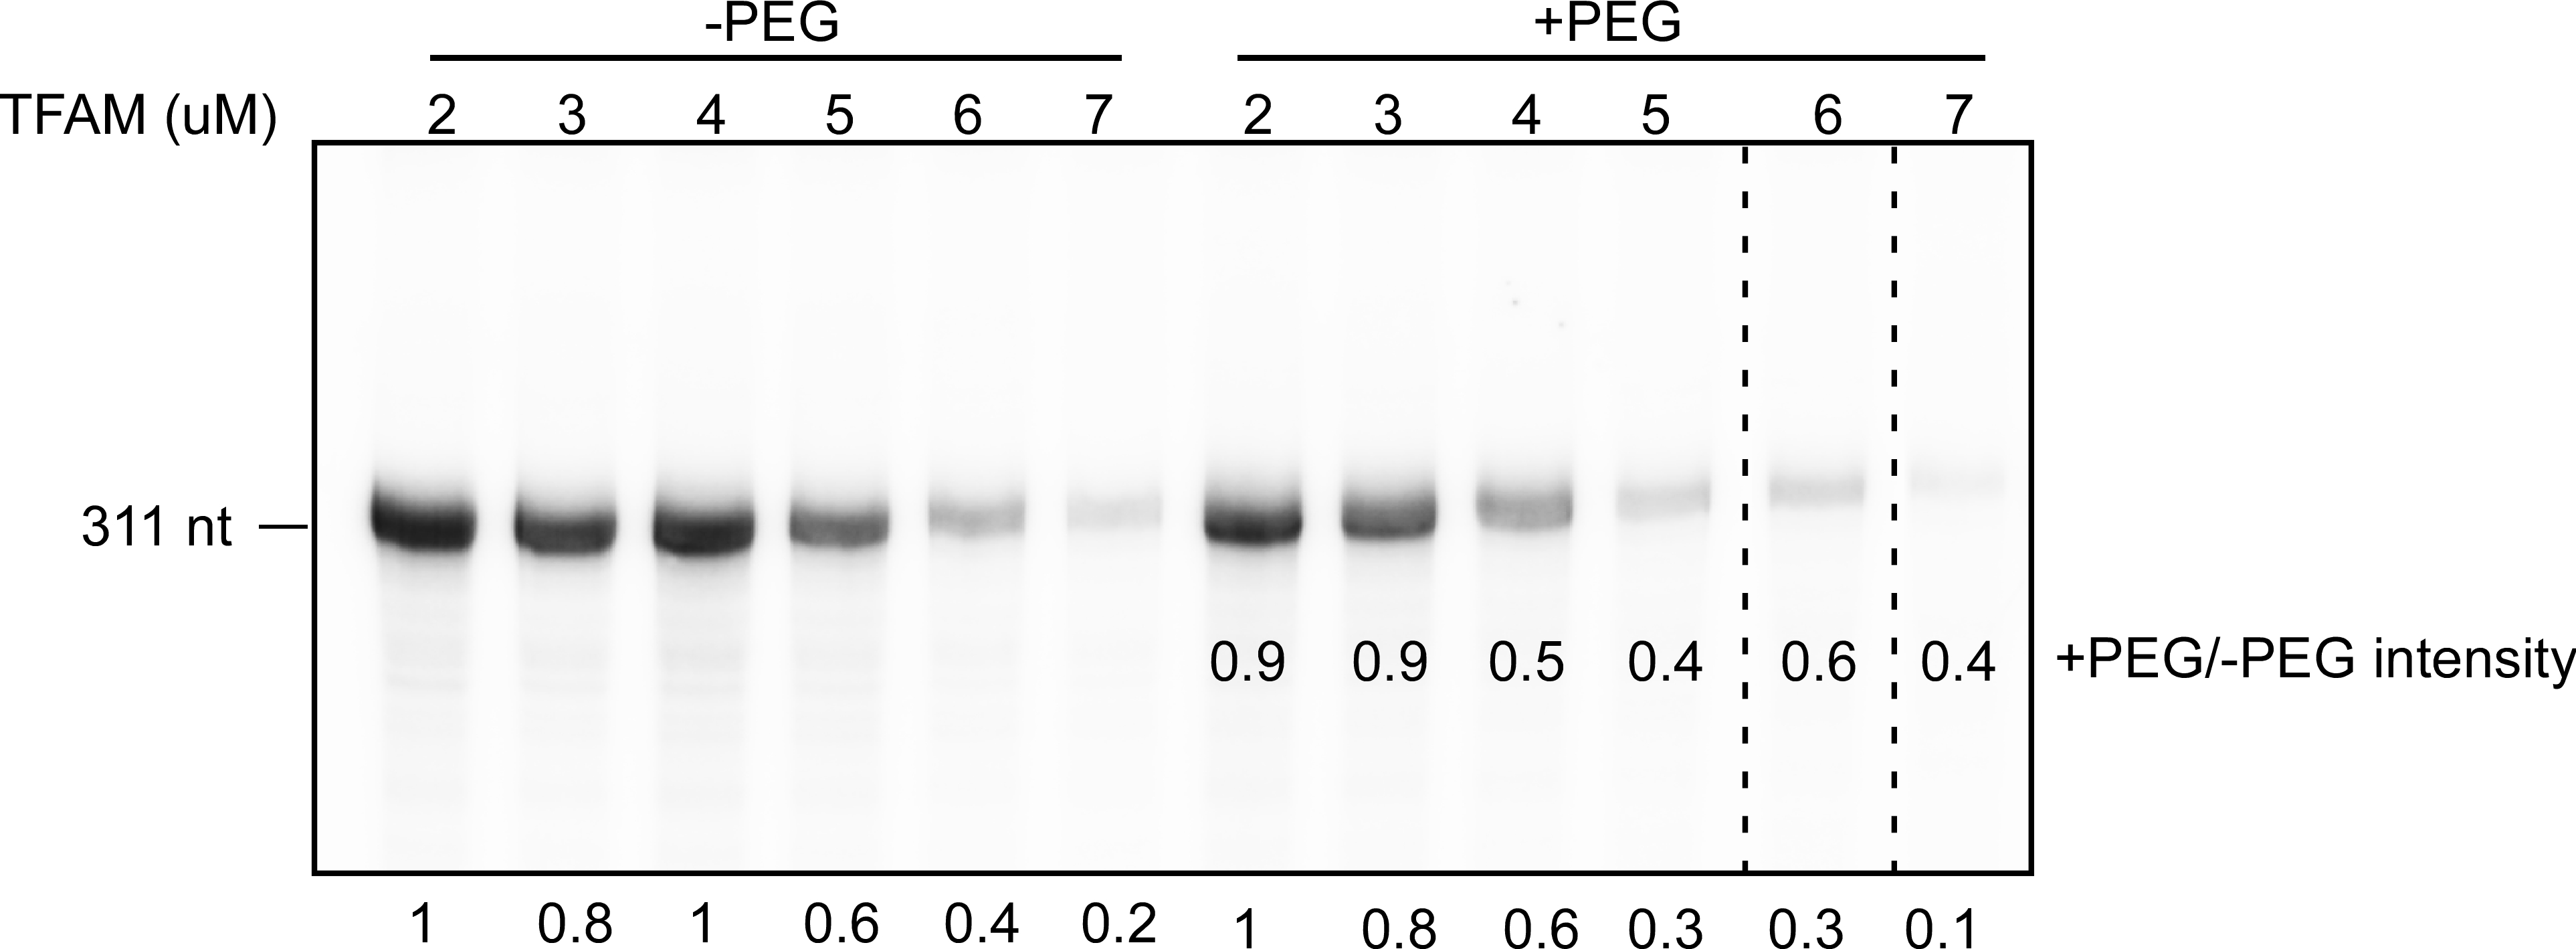 -PEG +PEG
TFAM (uM) 2 3 4 5 6 7 2 3 4 5 6 7
311 nt
0.9 0.9 0.5 0.4 0.6 0.4 +PEG/-PEG intensity
1 0.8 1 0.6 0.4 0.2 1 0.8 0.6 0.3 0.3 0.1